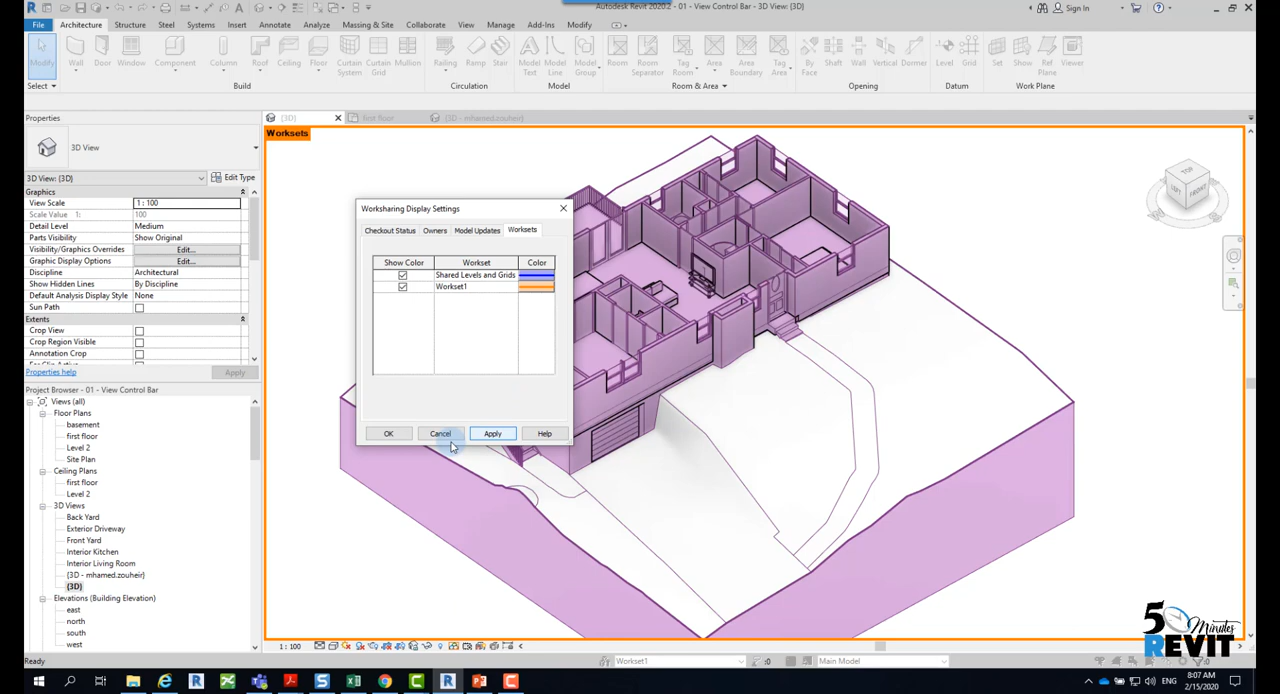 Autodesk Revit 2020.2 - 01 - View Control Bar - 3D View: {3D}
Sign In
File Architecture Structure Steel Systems Insert Annotate Analyze Massing & Site Collaborate View Manage Add-Ins Modify
Modify Wall Door Window Component Column Roof Ceiling Floor Curtain System Curtain Grid Mullion Railing Ramp Stair Model Text Model Line Model Group Room Room Separator Tag Room Area Area Boundary Tag Area By Face Shaft Wall Vertical Dormer Level Grid Set Show Ref Plane Viewer
Select Build Circulation Model Room & Area Opening Datum Work Plane
Properties
{3D}
first floor
{3D - mhamed.zouheir}
3D View
3D View: {3D}
Edit Type
Graphics
View Scale 1 : 100
Scale Value 1: 100
Detail Level Medium
Parts Visibility Show Original
Visibility/Graphics Overrides Edit...
Graphic Display Options Edit...
Discipline Architectural
Show Hidden Lines By Discipline
Default Analysis Display Style None
Sun Path
Extents
Crop View
Crop Region Visible
Annotation Crop
Properties help
Apply
Project Browser - 01 - View Control Bar
Views (all)
Floor Plans
basement
first floor
Level 2
Site Plan
Ceiling Plans
first floor
Level 2
3D Views
Back Yard
Exterior Driveway
Front Yard
Interior Kitchen
Interior Living Room
{3D - mhamed.zouheir}
{3D}
Elevations (Building Elevation)
east
north
south
west
Worksets
Worksharing Display Settings
Checkout Status Owners Model Updates Worksets
Show Color Workset Color
Shared Levels and Grids
Workset1
OK Cancel Apply Help
TOP
LEFT
FRONT
1 : 100
Ready
Workset1
:0
Main Model
:0
5 Minutes
REVIT
ENG
8:07 AM
2/15/2020